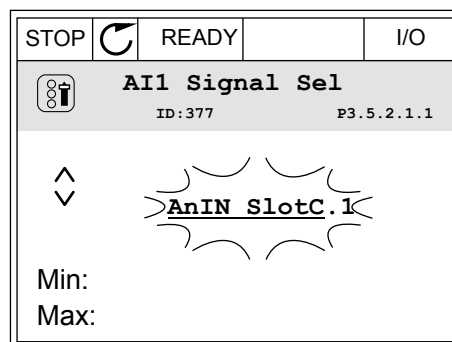 STOP READY I/O
AI1 Signal Sel
ID:377 P3.5.2.1.1
AnIN SlotC.1
Min:
Max: